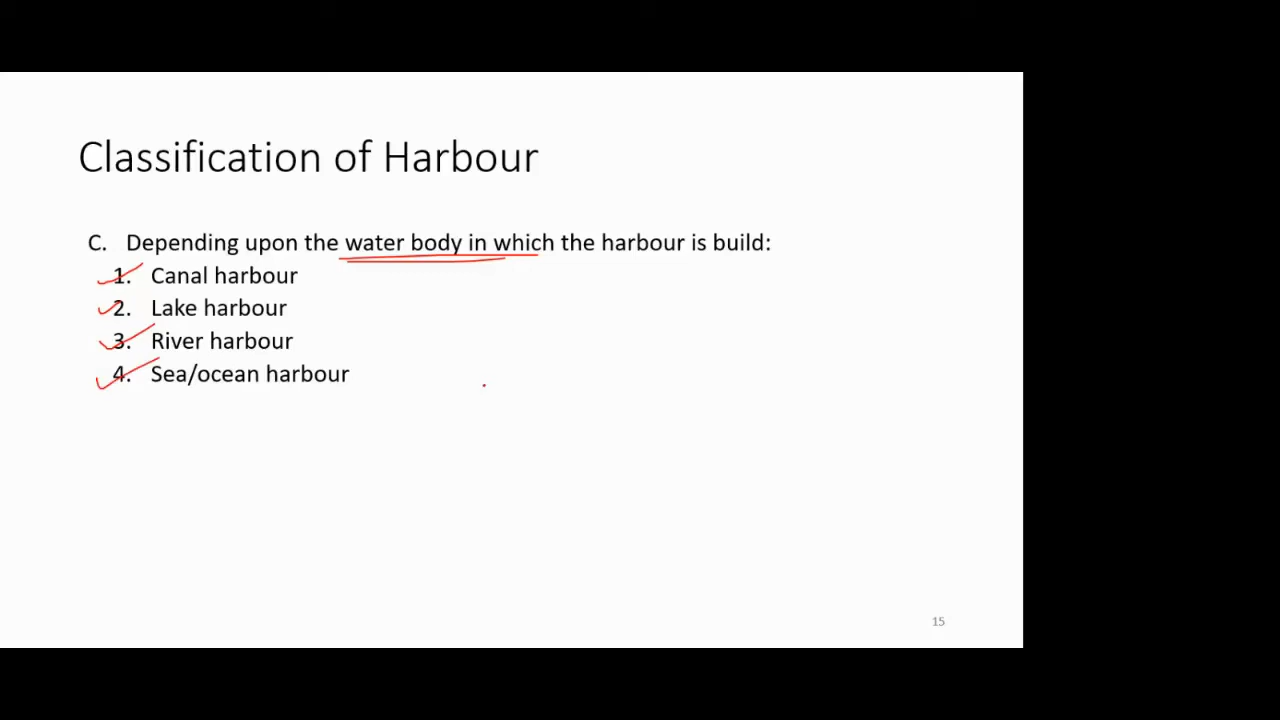 Classification of Harbour
C. Depending upon the water body in which the harbour is build:
1. Canal harbour
2. Lake harbour
3. River harbour
4. Sea/ocean harbour
15